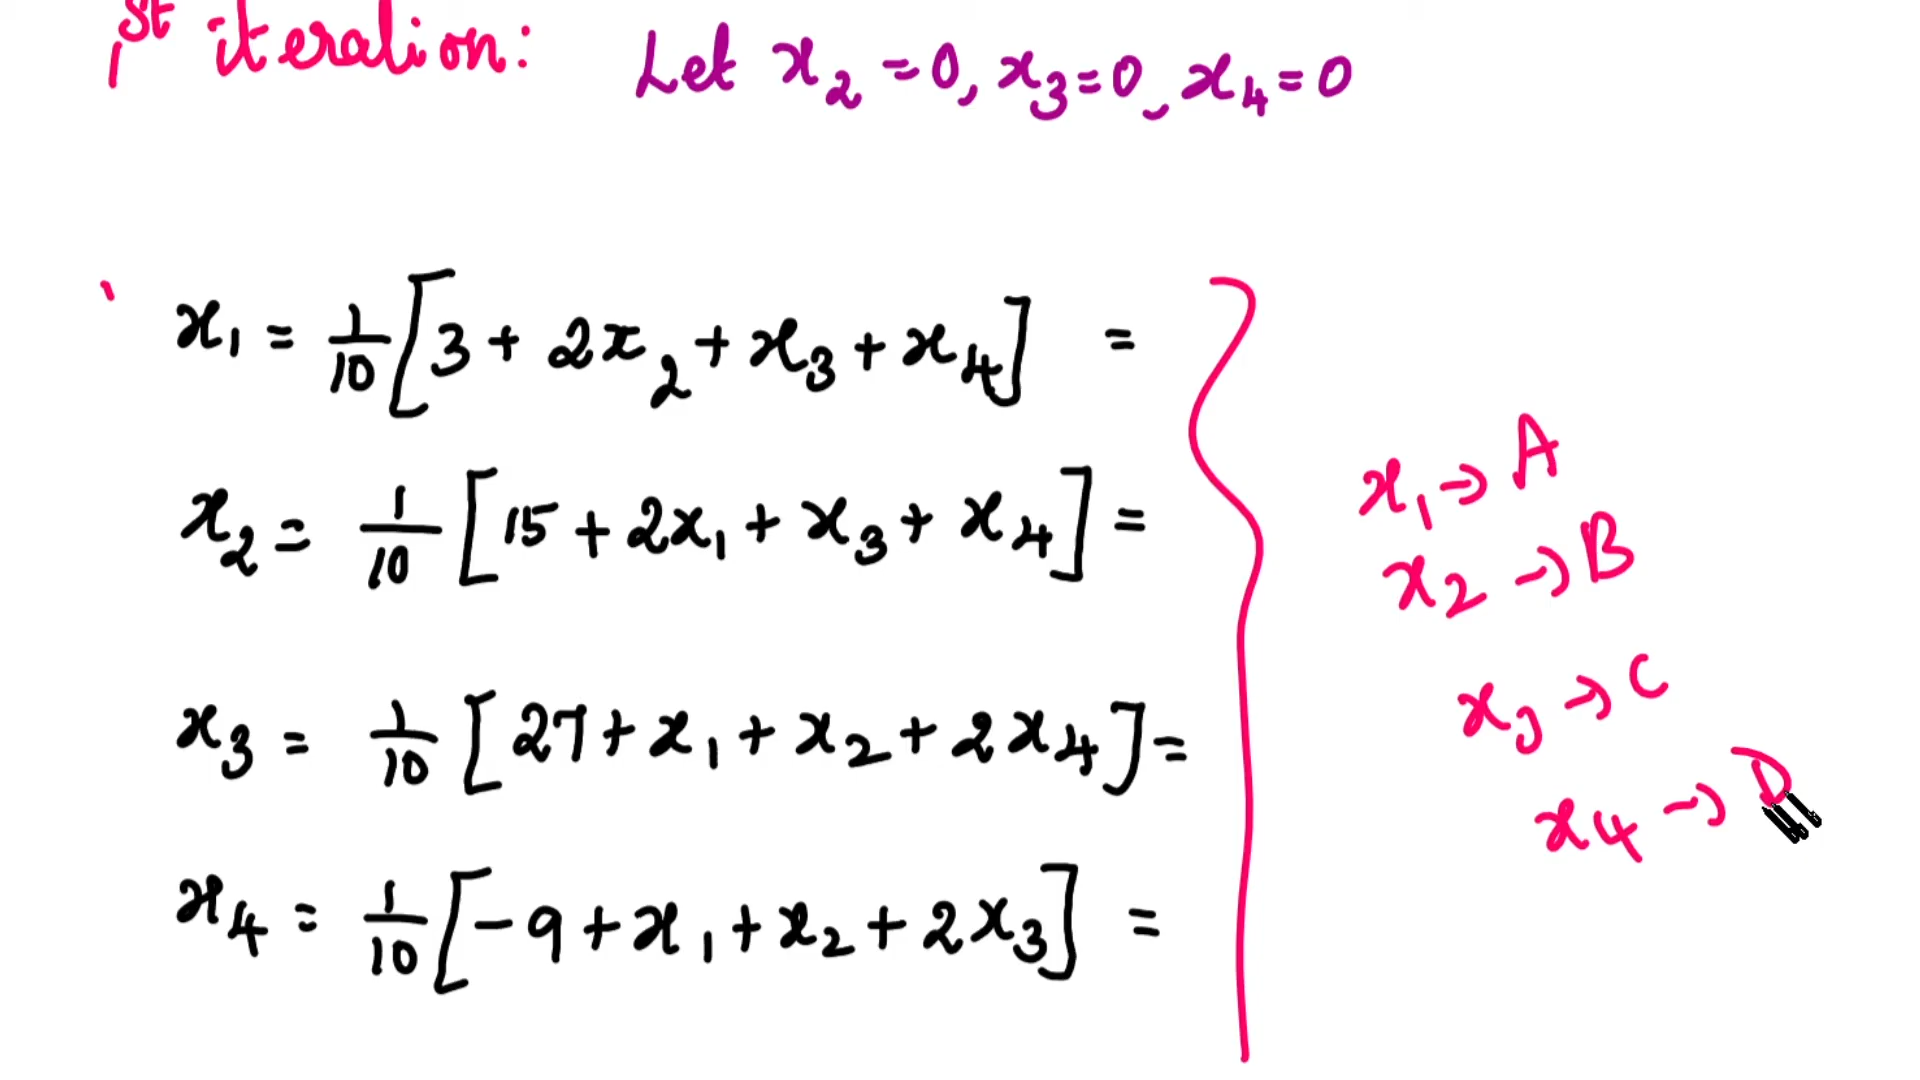 1st iteration: Let x₂ = 0, x₃ = 0, x₄ = 0
x₁ = 1/10 [3 + 2x₂ + x₃ + x₄] =
x₂ = 1/10 [15 + 2x₁ + x₃ + x₄] =
x₃ = 1/10 [27 + x₁ + x₂ + 2x₄] =
x₄ = 1/10 [-9 + x₁ + x₂ + 2x₃] =
x₁ → A
x₂ → B
x₃ → C
x₄ → D